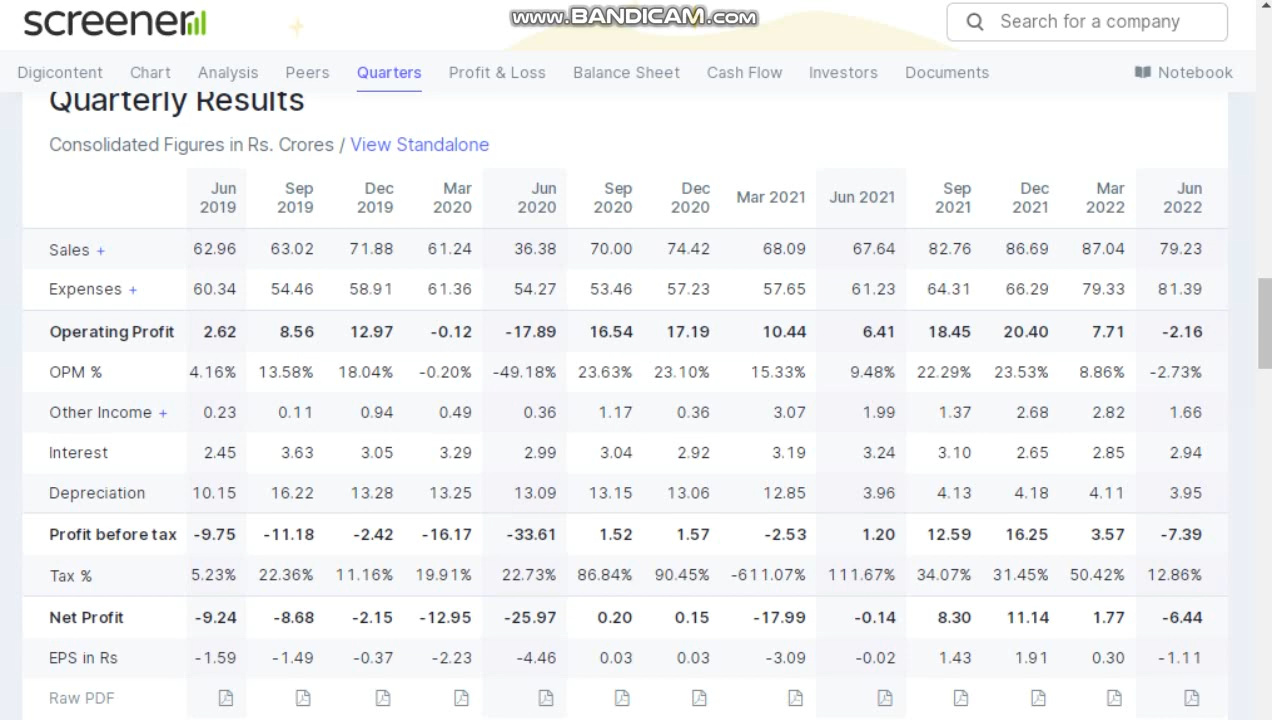 www.BANDICAM.com
screener
Search for a company
Digicontent Chart Analysis Peers Quarters Profit & Loss Balance Sheet Cash Flow Investors Documents Notebook
Quarterly Results
Consolidated Figures in Rs. Crores / View Standalone
Jun 2019 Sep 2019 Dec 2019 Mar 2020 Jun 2020 Sep 2020 Dec 2020 Mar 2021 Jun 2021 Sep 2021 Dec 2021 Mar 2022 Jun 2022
Sales + 62.96 63.02 71.88 61.24 36.38 70.00 74.42 68.09 67.64 82.76 86.69 87.04 79.23
Expenses + 60.34 54.46 58.91 61.36 54.27 53.46 57.23 57.65 61.23 64.31 66.29 79.33 81.39
Operating Profit 2.62 8.56 12.97 -0.12 -17.89 16.54 17.19 10.44 6.41 18.45 20.40 7.71 -2.16
OPM % 4.16% 13.58% 18.04% -0.20% -49.18% 23.63% 23.10% 15.33% 9.48% 22.29% 23.53% 8.86% -2.73%
Other Income + 0.23 0.11 0.94 0.49 0.36 1.17 0.36 3.07 1.99 1.37 2.68 2.82 1.66
Interest 2.45 3.63 3.05 3.29 2.99 3.04 2.92 3.19 3.24 3.10 2.65 2.85 2.94
Depreciation 10.15 16.22 13.28 13.25 13.09 13.15 13.06 12.85 3.96 4.13 4.18 4.11 3.95
Profit before tax -9.75 -11.18 -2.42 -16.17 -33.61 1.52 1.57 -2.53 1.20 12.59 16.25 3.57 -7.39
Tax % 5.23% 22.36% 11.16% 19.91% 22.73% 86.84% 90.45% -611.07% 111.67% 34.07% 31.45% 50.42% 12.86%
Net Profit -9.24 -8.68 -2.15 -12.95 -25.97 0.20 0.15 -17.99 -0.14 8.30 11.14 1.77 -6.44
EPS in Rs -1.59 -1.49 -0.37 -2.23 -4.46 0.03 0.03 -3.09 -0.02 1.43 1.91 0.30 -1.11
Raw PDF